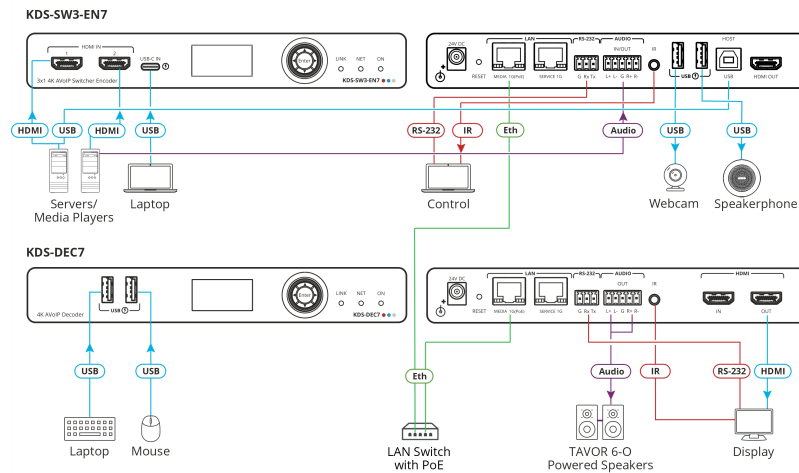 KDS-SW3-EN7
HDMI IN
1
2
USB-C IN
Enter
LINK NET ON
3x1 4K AVoIP Switcher Encoder
KDS-SW3-EN7
24V DC
RESET
LAN
MEDIA 1G(PoE)
SERVICE 1G
RS-232
G Rx Tx
AUDIO
IN/OUT
L+ L- G R+ R-
IR
USB
HOST
USB
HDMI OUT
HDMI
USB
HDMI
USB
RS-232
IR
Eth
Audio
USB
USB
Servers/
Media Players
Laptop
Control
Webcam
Speakerphone
KDS-DEC7
USB
Enter
LINK NET ON
4K AVoIP Decoder
KDS-DEC7
24V DC
RESET
LAN
MEDIA 1G(PoE)
SERVICE 1G
RS-232
G Rx Tx
AUDIO
OUT
L+ L- G R+ R-
IR
HDMI
IN
OUT
USB
USB
Eth
Audio
IR
RS-232
HDMI
Laptop
Mouse
LAN Switch
with PoE
TAVOR 6-O
Powered Speakers
Display